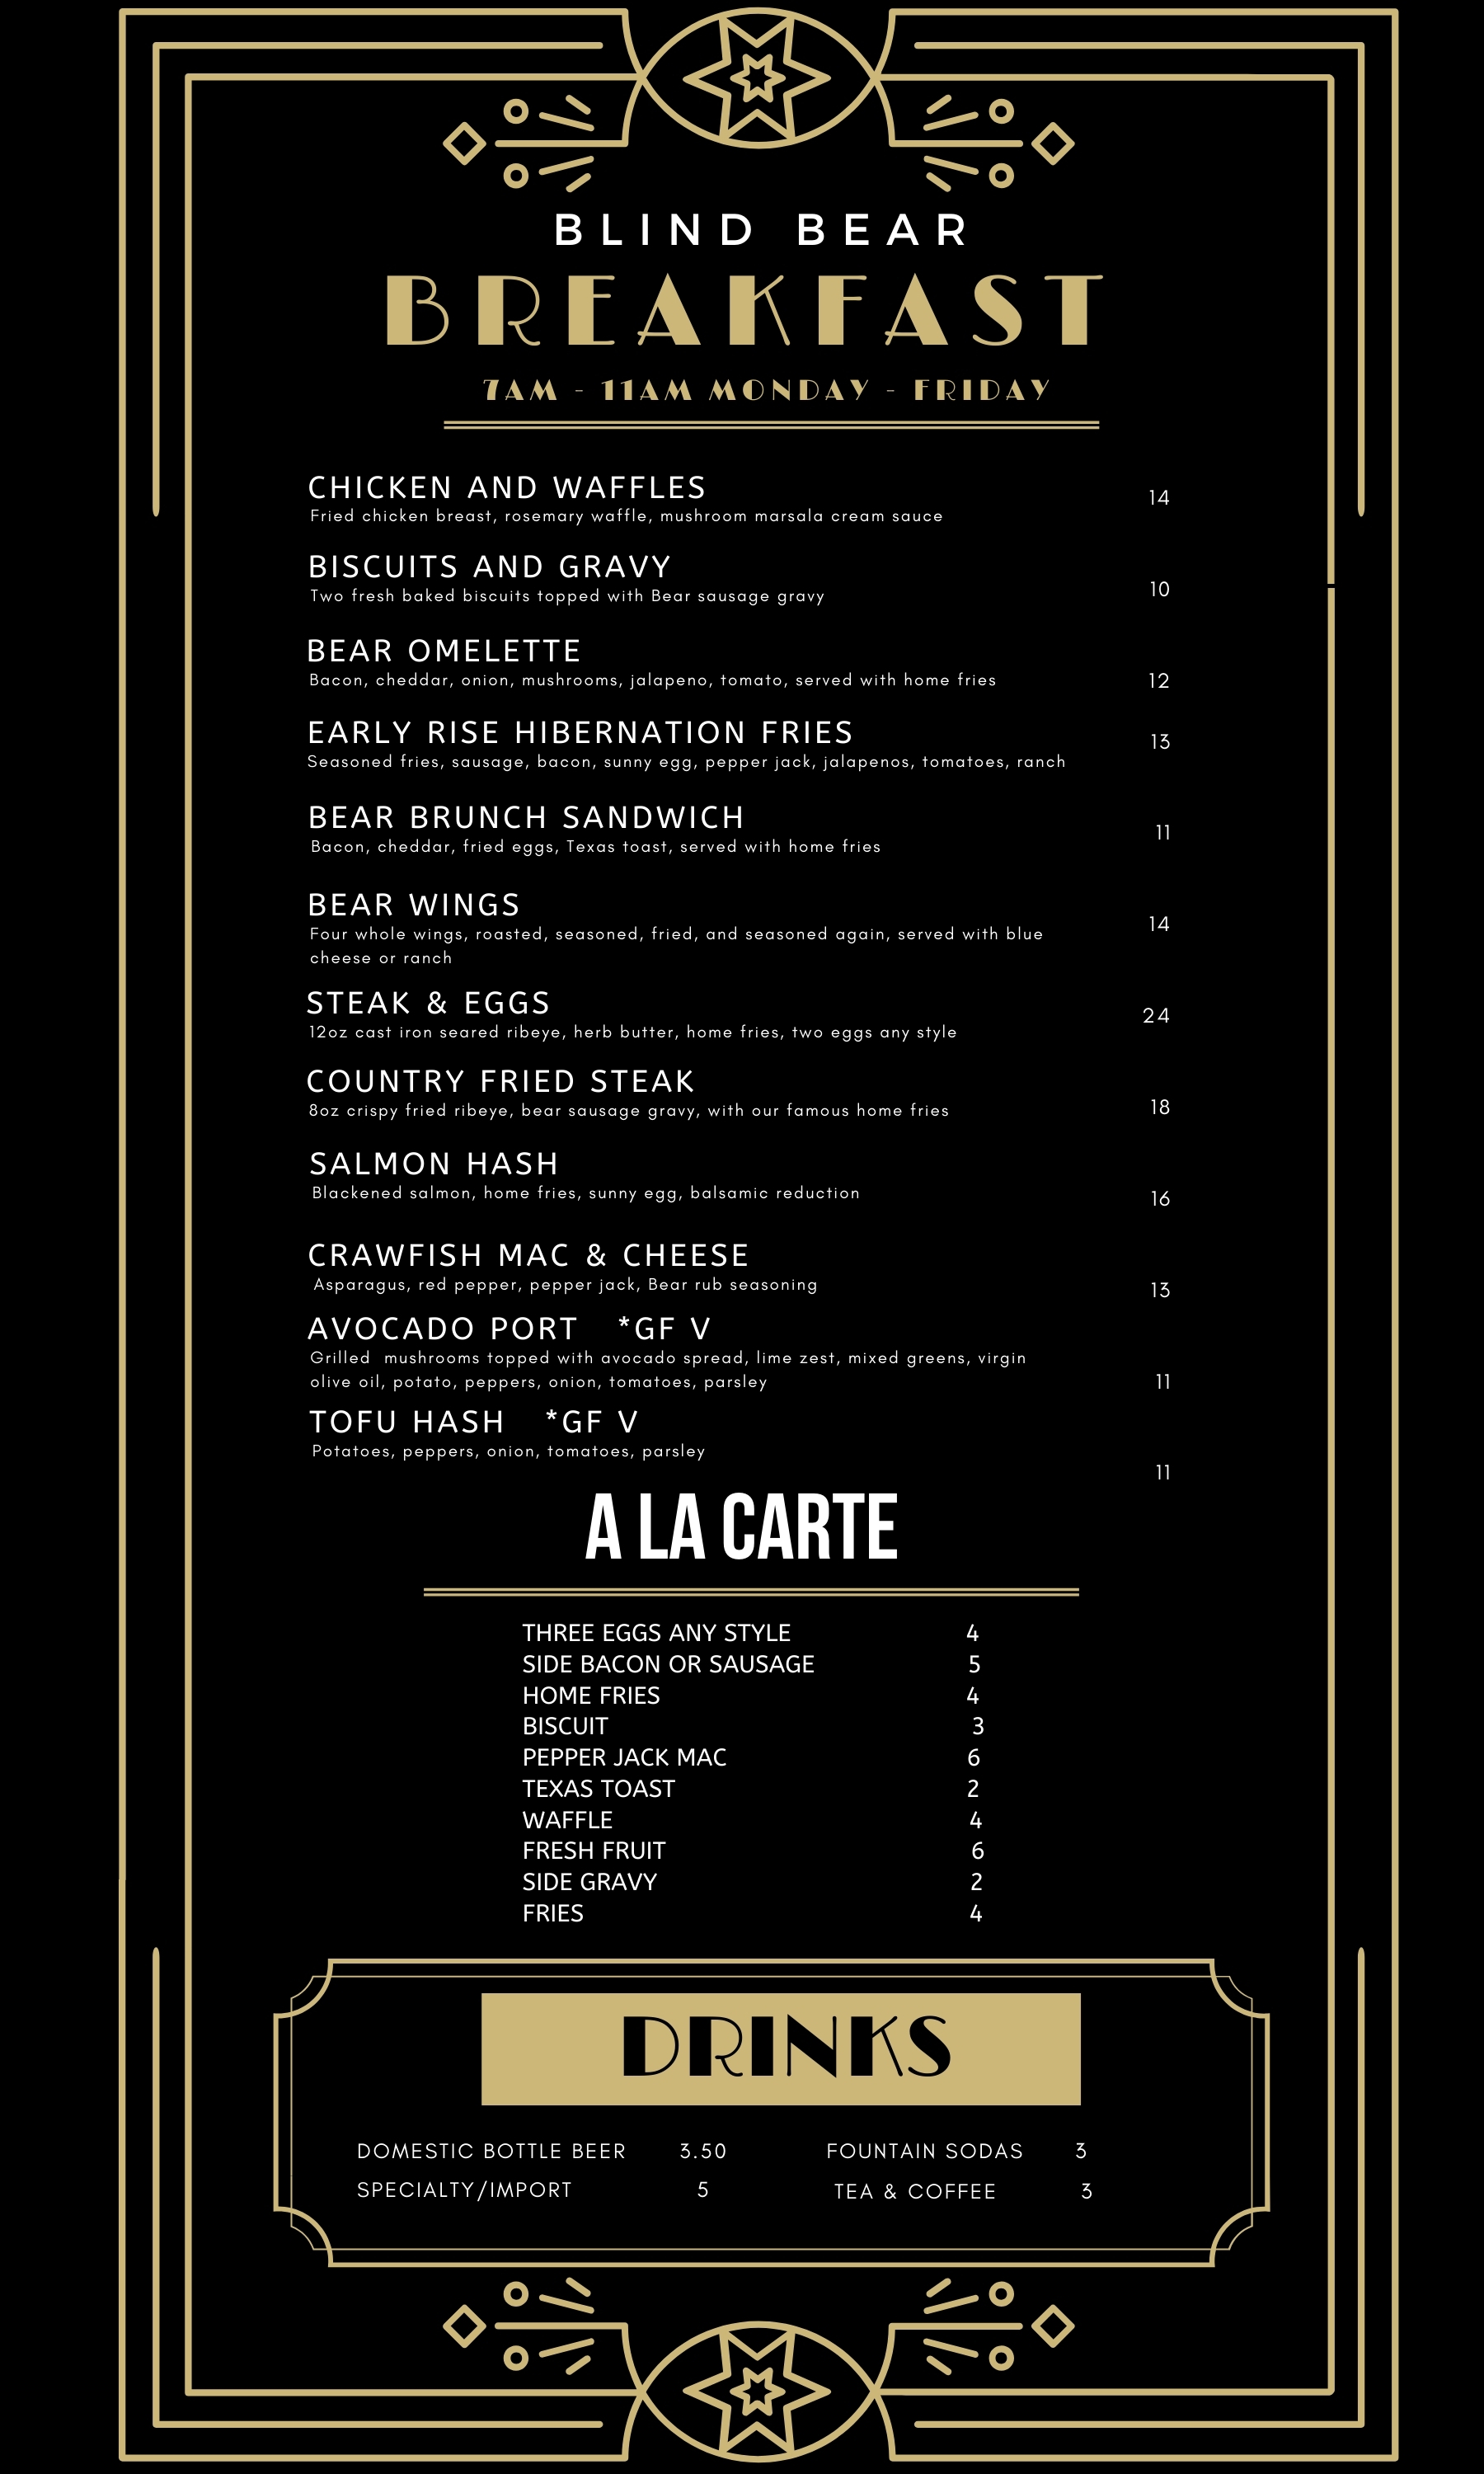 BLIND BEAR
BREAKFAST
7AM - 11AM MONDAY - FRIDAY
CHICKEN AND WAFFLES 14
Fried chicken breast, rosemary waffle, mushroom marsala cream sauce
BISCUITS AND GRAVY 10
Two fresh baked biscuits topped with Bear sausage gravy
BEAR OMELETTE 12
Bacon, cheddar, onion, mushrooms, jalapeno, tomato, served with home fries
EARLY RISE HIBERNATION FRIES 13
Seasoned fries, sausage, bacon, sunny egg, pepper jack, jalapenos, tomatoes, ranch
BEAR BRUNCH SANDWICH 11
Bacon, cheddar, fried eggs, Texas toast, served with home fries
BEAR WINGS 14
Four whole wings, roasted, seasoned, fried, and seasoned again, served with blue
cheese or ranch
STEAK & EGGS 24
12oz cast iron seared ribeye, herb butter, home fries, two eggs any style
COUNTRY FRIED STEAK 18
8oz crispy fried ribeye, bear sausage gravy, with our famous home fries
SALMON HASH 16
Blackened salmon, home fries, sunny egg, balsamic reduction
CRAWFISH MAC & CHEESE 13
Asparagus, red pepper, pepper jack, Bear rub seasoning
AVOCADO PORT *GF V
Grilled mushrooms topped with avocado spread, lime zest, mixed greens, virgin
olive oil, potato, peppers, onion, tomatoes, parsley 11
TOFU HASH *GF V
Potatoes, peppers, onion, tomatoes, parsley
11
A LA CARTE
THREE EGGS ANY STYLE 4
SIDE BACON OR SAUSAGE 5
HOME FRIES 4
BISCUIT 3
PEPPER JACK MAC 6
TEXAS TOAST 2
WAFFLE 4
FRESH FRUIT 6
SIDE GRAVY 2
FRIES 4
DRINKS
DOMESTIC BOTTLE BEER 3.50 FOUNTAIN SODAS 3
SPECIALTY/IMPORT 5 TEA & COFFEE 3